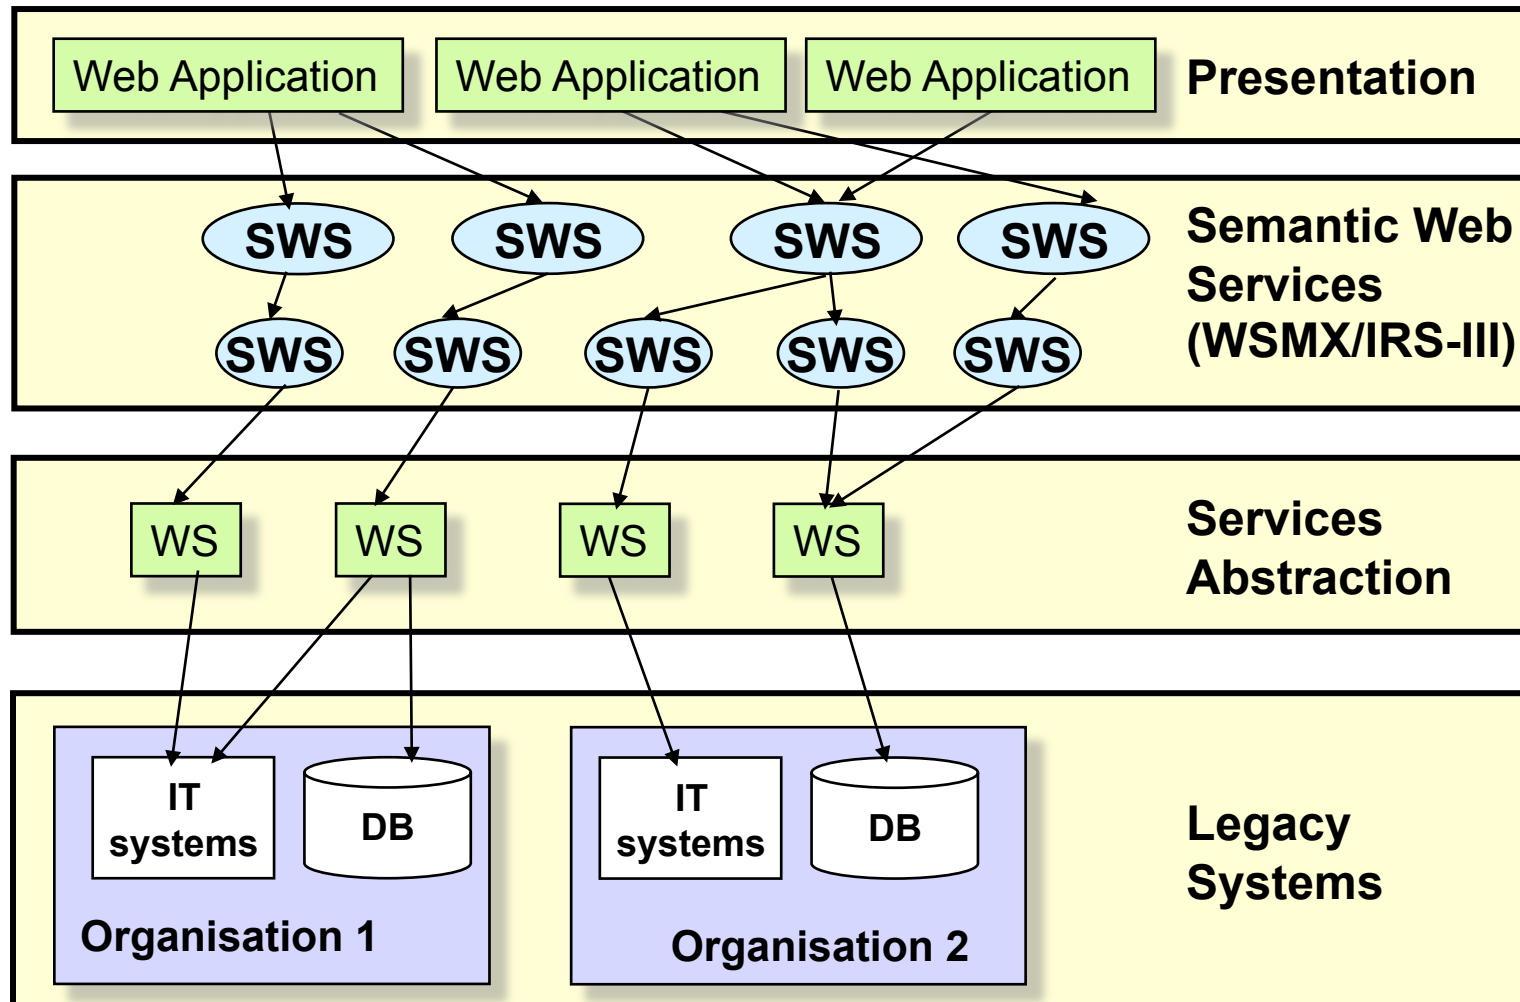 Web Application
Web Application
Web Application
Presentation
SWS
SWS
SWS
SWS
Semantic Web
Services
(WSMX/IRS-III)
SWS
SWS
SWS
SWS
SWS
WS
WS
WS
WS
Services
Abstraction
IT
systems
DB
Organisation 1
IT
systems
DB
Organisation 2
Legacy
Systems